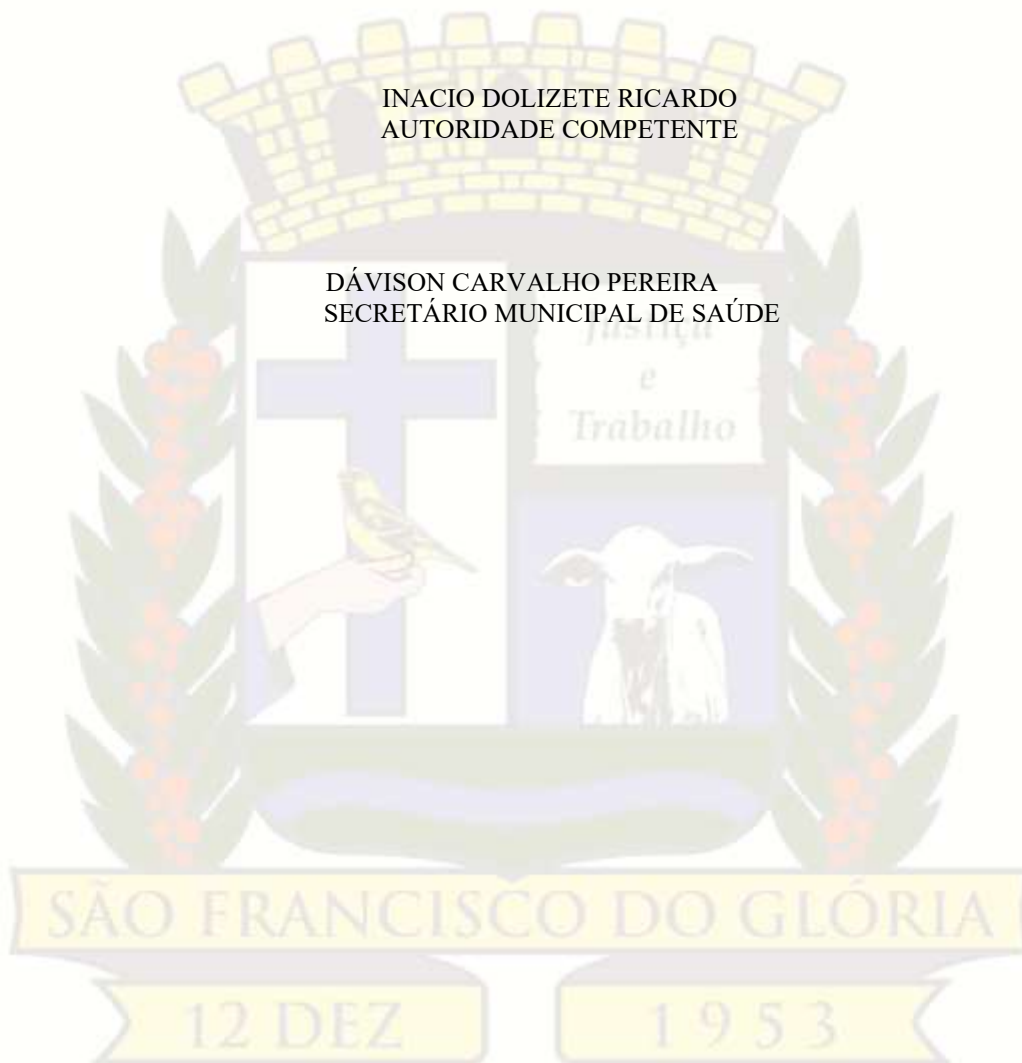 INACIO DOLIZETE RICARDO
AUTORIDADE COMPETENTE
DÁVISON CARVALHO PEREIRA
SECRETÁRIO MUNICIPAL DE SAÚDE
Justiça
e
Trabalho
SÃO FRANCISCO DO GLÓRIA
12 DEZ 1953